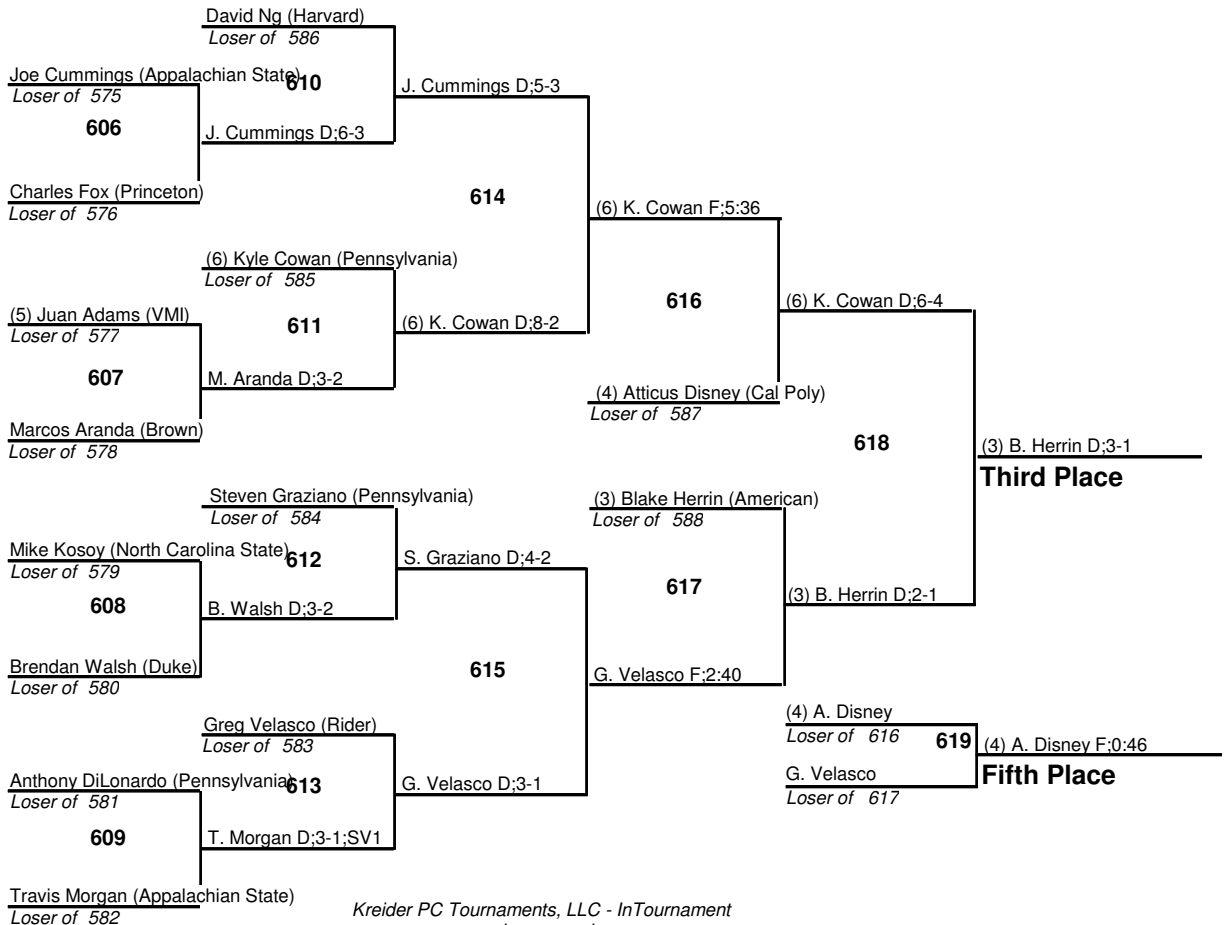 David Ng (Harvard)
Loser of 586
Joe Cummings (Appalachian State)
610
J. Cummings D;5-3
Loser of 575
606
J. Cummings D;6-3
Charles Fox (Princeton)
Loser of 576
614
(6) K. Cowan F;5:36
(6) Kyle Cowan (Pennsylvania)
Loser of 585
(5) Juan Adams (VMI)
Loser of 577
611
(6) K. Cowan D;8-2
616
(6) K. Cowan D;6-4
607
M. Aranda D;3-2
(4) Atticus Disney (Cal Poly)
Loser of 587
Marcos Aranda (Brown)
Loser of 578
618
(3) B. Herrin D;3-1
Third Place
Steven Graziano (Pennsylvania)
Loser of 584
(3) Blake Herrin (American)
Loser of 588
Mike Kosoy (North Carolina State)
Loser of 579
612
S. Graziano D;4-2
608
B. Walsh D;3-2
617
(3) B. Herrin D;2-1
Brendan Walsh (Duke)
Loser of 580
615
G. Velasco F;2:40
Greg Velasco (Rider)
Loser of 583
(4) A. Disney
Loser of 616
619
(4) A. Disney F;0:46
Fifth Place
G. Velasco
Loser of 617
Anthony DiLonardo (Pennsylvania)
Loser of 581
613
G. Velasco D;3-1
609
T. Morgan D;3-1;SV1
Travis Morgan (Appalachian State)
Loser of 582
Kreider PC Tournaments, LLC - InTournament